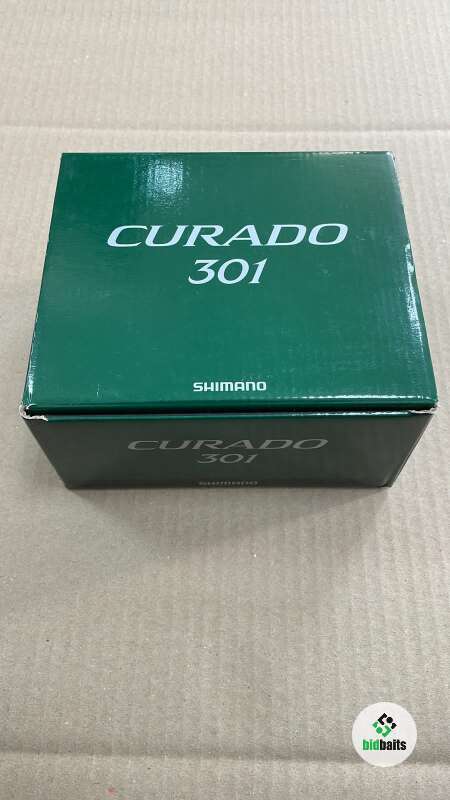 CURADO
301
SHIMANO
CURADO
301
SHIMANO
bidbaits